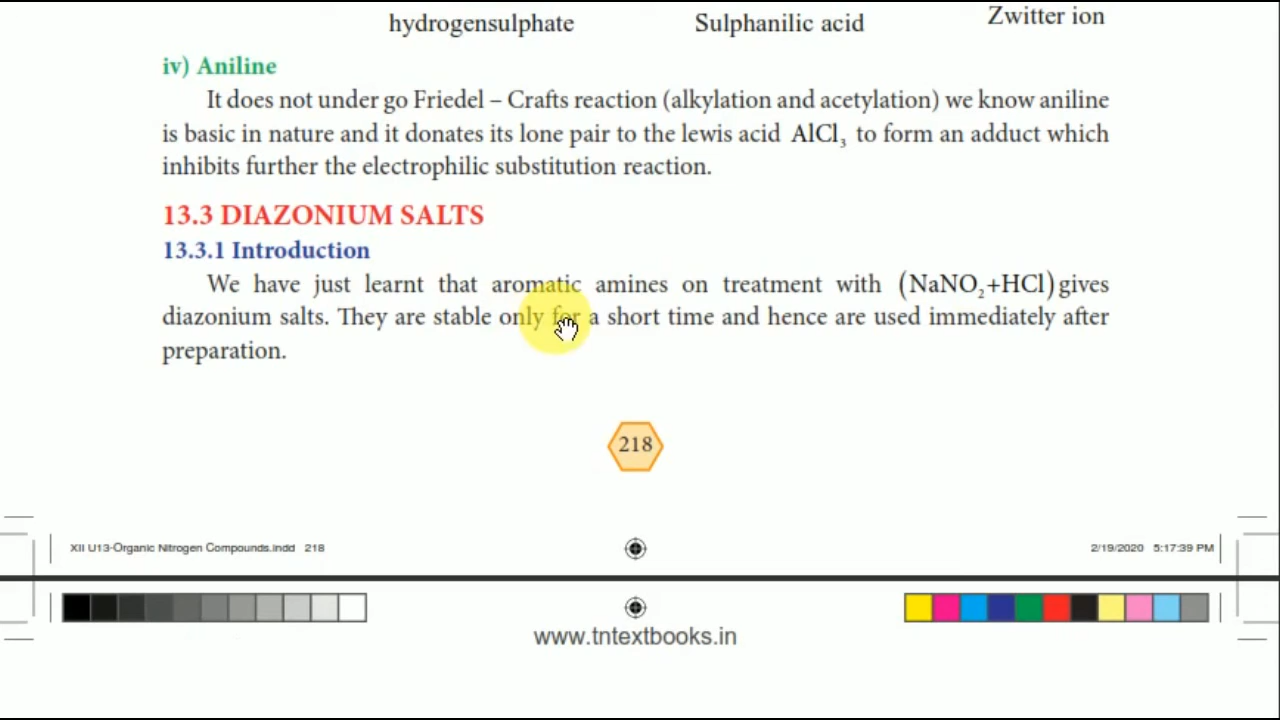 hydrogensulphate Sulphanilic acid Zwitter ion
iv) Aniline
It does not under go Friedel – Crafts reaction (alkylation and acetylation) we know aniline
is basic in nature and it donates its lone pair to the lewis acid AlCl₃ to form an adduct which
inhibits further the electrophilic substitution reaction.
13.3 DIAZONIUM SALTS
13.3.1 Introduction
We have just learnt that aromatic amines on treatment with (NaNO₂+HCl) gives
diazonium salts. They are stable only for a short time and hence are used immediately after
preparation.
218
XII U13-Organic Nitrogen Compounds.indd 218 2/19/2020 5:17:39 PM
www.tntextbooks.in